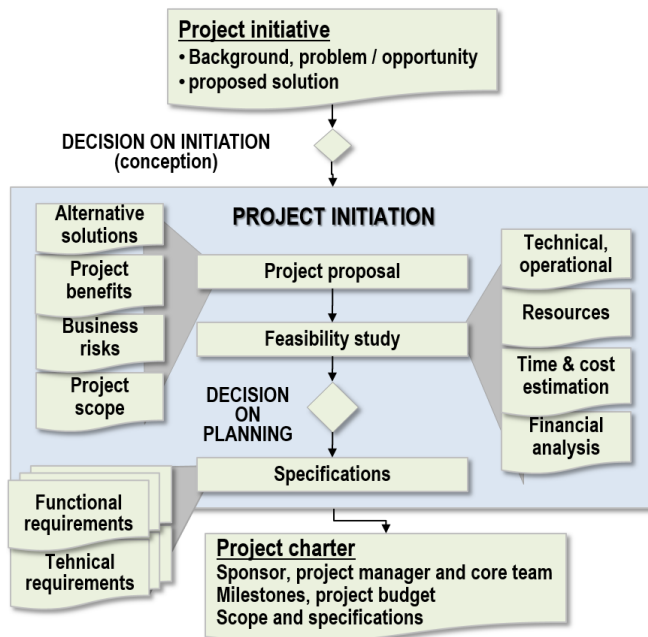 Project initiative
• Background, problem / opportunity
• proposed solution
DECISION ON INITIATION
(conception)
PROJECT INITIATION
Alternative
solutions
Project
benefits
Business
risks
Project
scope
Project proposal
Feasibility study
Technical,
operational
Resources
Time & cost
estimation
Financial
analysis
DECISION
ON
PLANNING
Specifications
Functional
requirements
Tehnical
requirements
Project charter
Sponsor, project manager and core team
Milestones, project budget
Scope and specifications